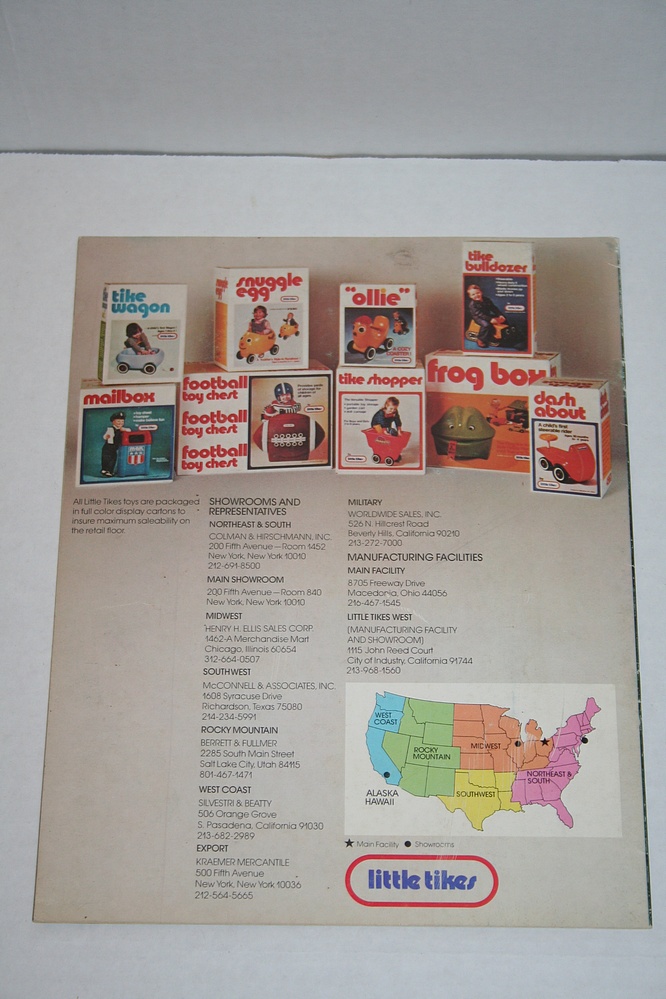 tike
bulldozer
snuggle
egg
"ollie"
tike
wagon
football
toy chest
football
toy chest
football
toy chest
tike shopper
frog box
mailbox
dash
about
A child's first
steerable rider
All Little Tikes toys are packaged
in full color display cartons to
insure maximum saleability on
the retail floor.
SHOWROOMS AND
REPRESENTATIVES
NORTHEAST & SOUTH
COLMAN & HIRSCHMANN, INC.
200 Fifth Avenue — Room 1452
New York, New York 10010
212-691-8500
MAIN SHOWROOM
200 Fifth Avenue — Room 840
New York, New York 10010
MIDWEST
HENRY H. ELLIS SALES CORP.
1462-A Merchandise Mart
Chicago, Illinois 60654
312-664-0507
SOUTHWEST
McCONNELL & ASSOCIATES, INC.
1608 Syracuse Drive
Richardson, Texas 75080
214-234-5991
ROCKY MOUNTAIN
BERRETT & FULLMER
2285 South Main Street
Salt Lake City, Utah 84115
801-467-1471
WEST COAST
SILVESTRI & BEATTY
506 Orange Grove
S. Pasadena, California 91030
213-682-2989
EXPORT
KRAEMER MERCANTILE
500 Fifth Avenue
New York, New York 10036
212-564-5665
MILITARY
WORLDWIDE SALES, INC.
526 N. Hillcrest Road
Beverly Hills, California 90210
213-272-7000
MANUFACTURING FACILITIES
MAIN FACILITY
8705 Freeway Drive
Macedonia, Ohio 44056
216-467-1545
LITTLE TIKES WEST
(MANUFACTURING FACILITY
AND SHOWROOM)
1115 John Reed Court
City of Industry, California 91744
213-968-1560
WEST
COAST
ROCKY
MOUNTAIN
MIDWEST
NORTHEAST &
SOUTH
SOUTHWEST
ALASKA
HAWAII
★ Main Facility ● Showrooms
little tikes